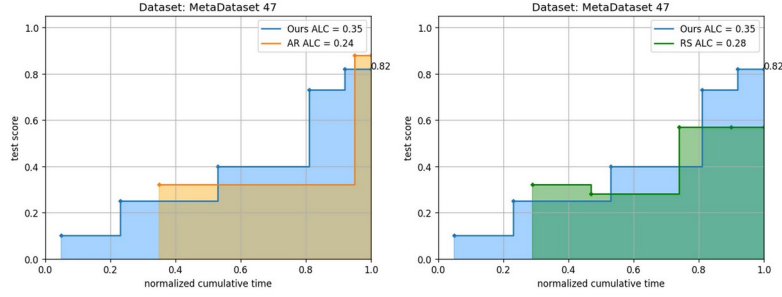 Dataset: MetaDataset 47
Ours ALC = 0.35
AR ALC = 0.24
0.82
test score
1.0
0.8
0.6
0.4
0.2
0.0
0.0 0.2 0.4 0.6 0.8 1.0
normalized cumulative time
Dataset: MetaDataset 47
Ours ALC = 0.35
RS ALC = 0.28
0.82
test score
1.0
0.8
0.6
0.4
0.2
0.0
0.0 0.2 0.4 0.6 0.8 1.0
normalized cumulative time